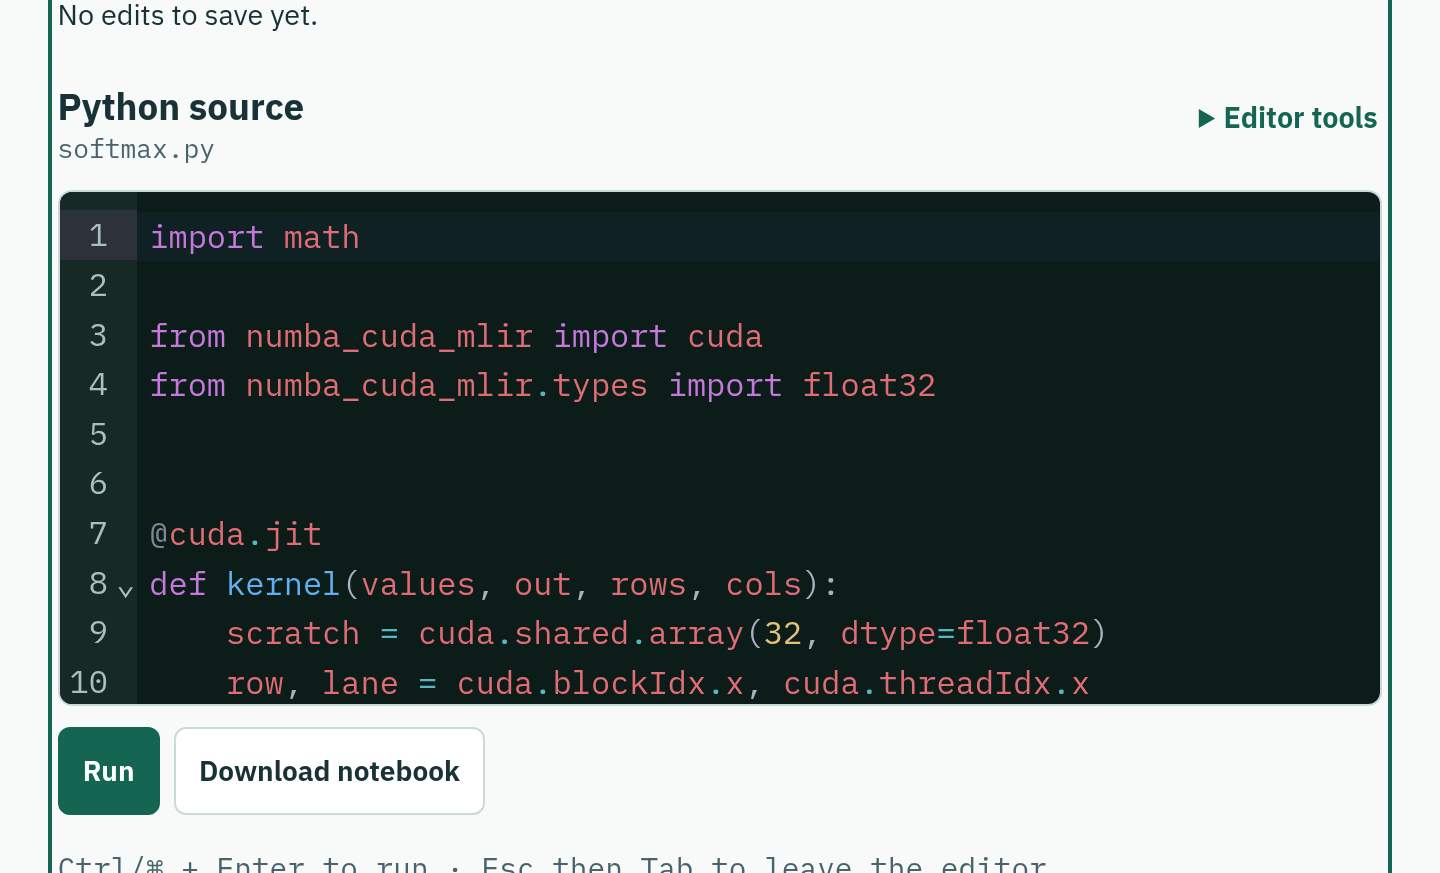 No edits to save yet.
Python source
▶ Editor tools
softmax.py
1 import math
2
3 from numba_cuda_mlir import cuda
4 from numba_cuda_mlir.types import float32
5
6
7 @cuda.jit
8 def kernel(values, out, rows, cols):
9     scratch = cuda.shared.array(32, dtype=float32)
10     row, lane = cuda.blockIdx.x, cuda.threadIdx.x
Run
Download notebook
Ctrl/⌘ + Enter to run · Esc then Tab to leave the editor